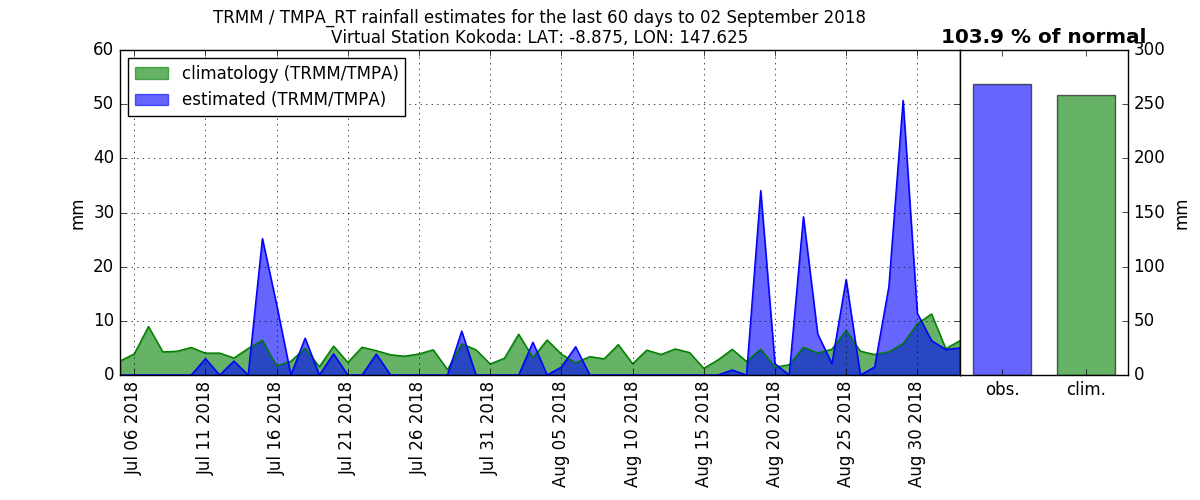 TRMM / TMPA_RT rainfall estimates for the last 60 days to 02 September 2018
Virtual Station Kokoda: LAT: -8.875, LON: 147.625
103.9 % of normal
climatology (TRMM/TMPA)
estimated (TRMM/TMPA)
60
50
40
30
20
10
0
mm
Jul 06 2018
Jul 11 2018
Jul 16 2018
Jul 21 2018
Jul 26 2018
Jul 31 2018
Aug 05 2018
Aug 10 2018
Aug 15 2018
Aug 20 2018
Aug 25 2018
Aug 30 2018
obs.
clim.
300
250
200
150
100
50
0
mm